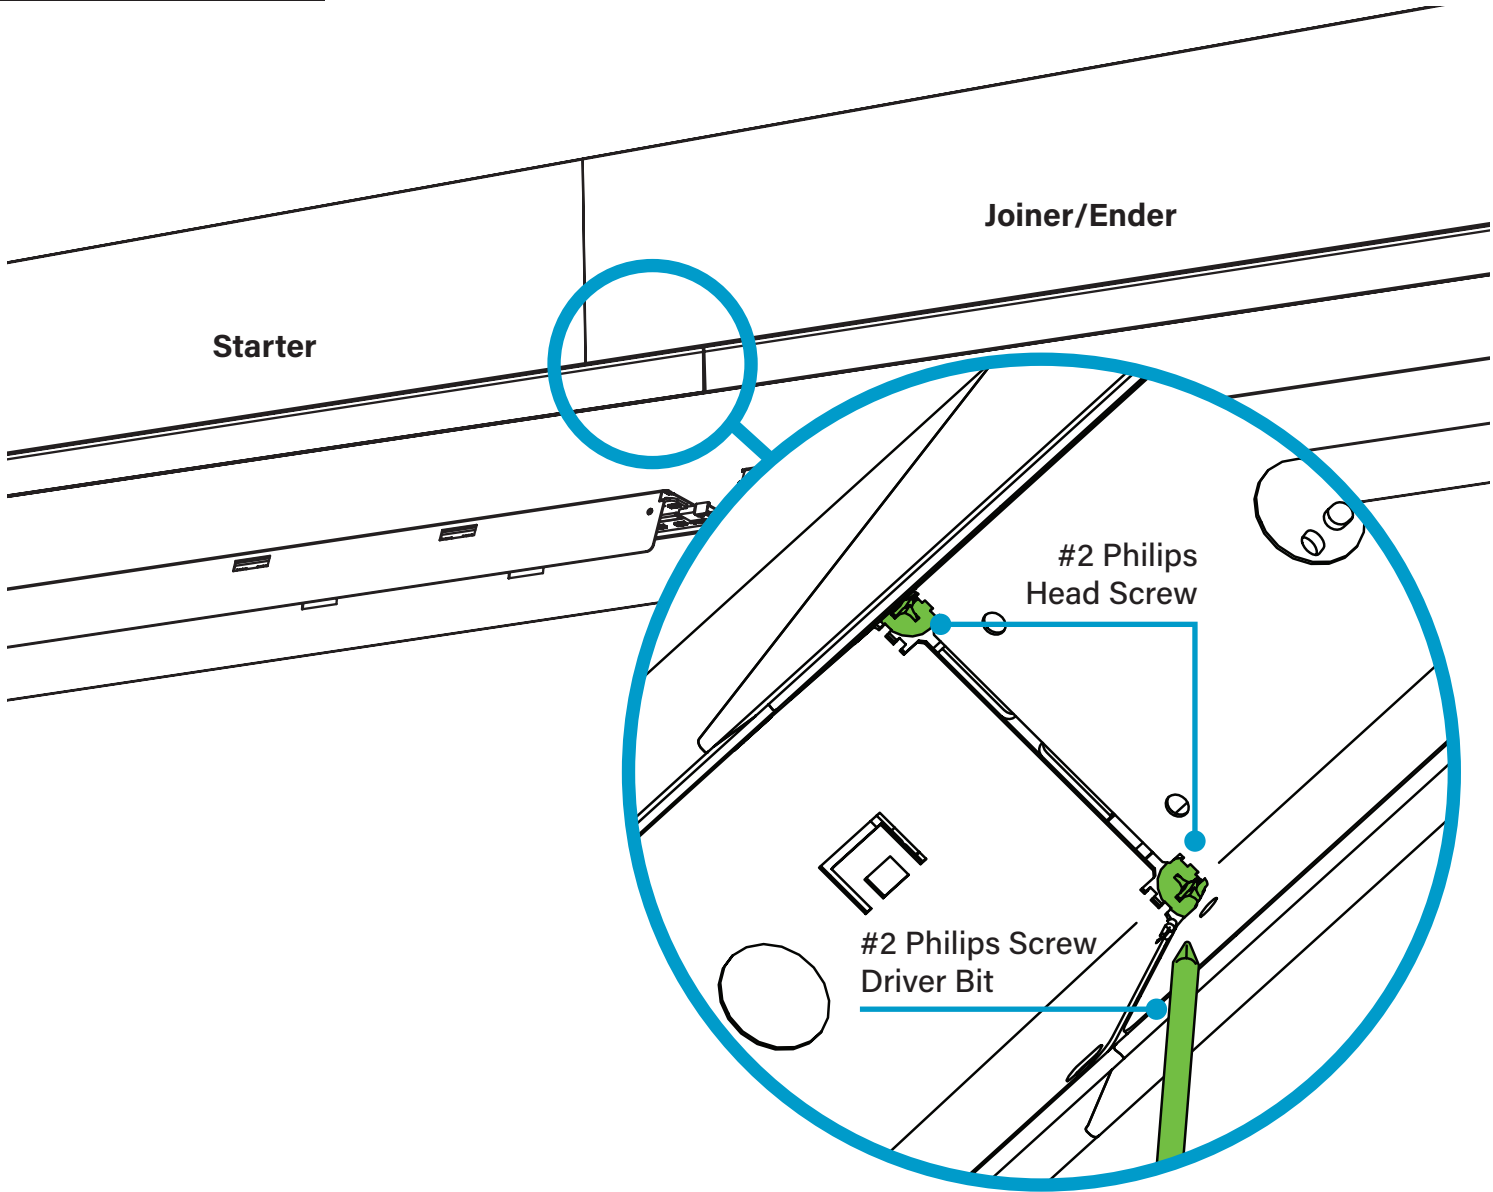 Joiner/Ender
Starter
#2 Philips
Head Screw
#2 Philips Screw
Driver Bit